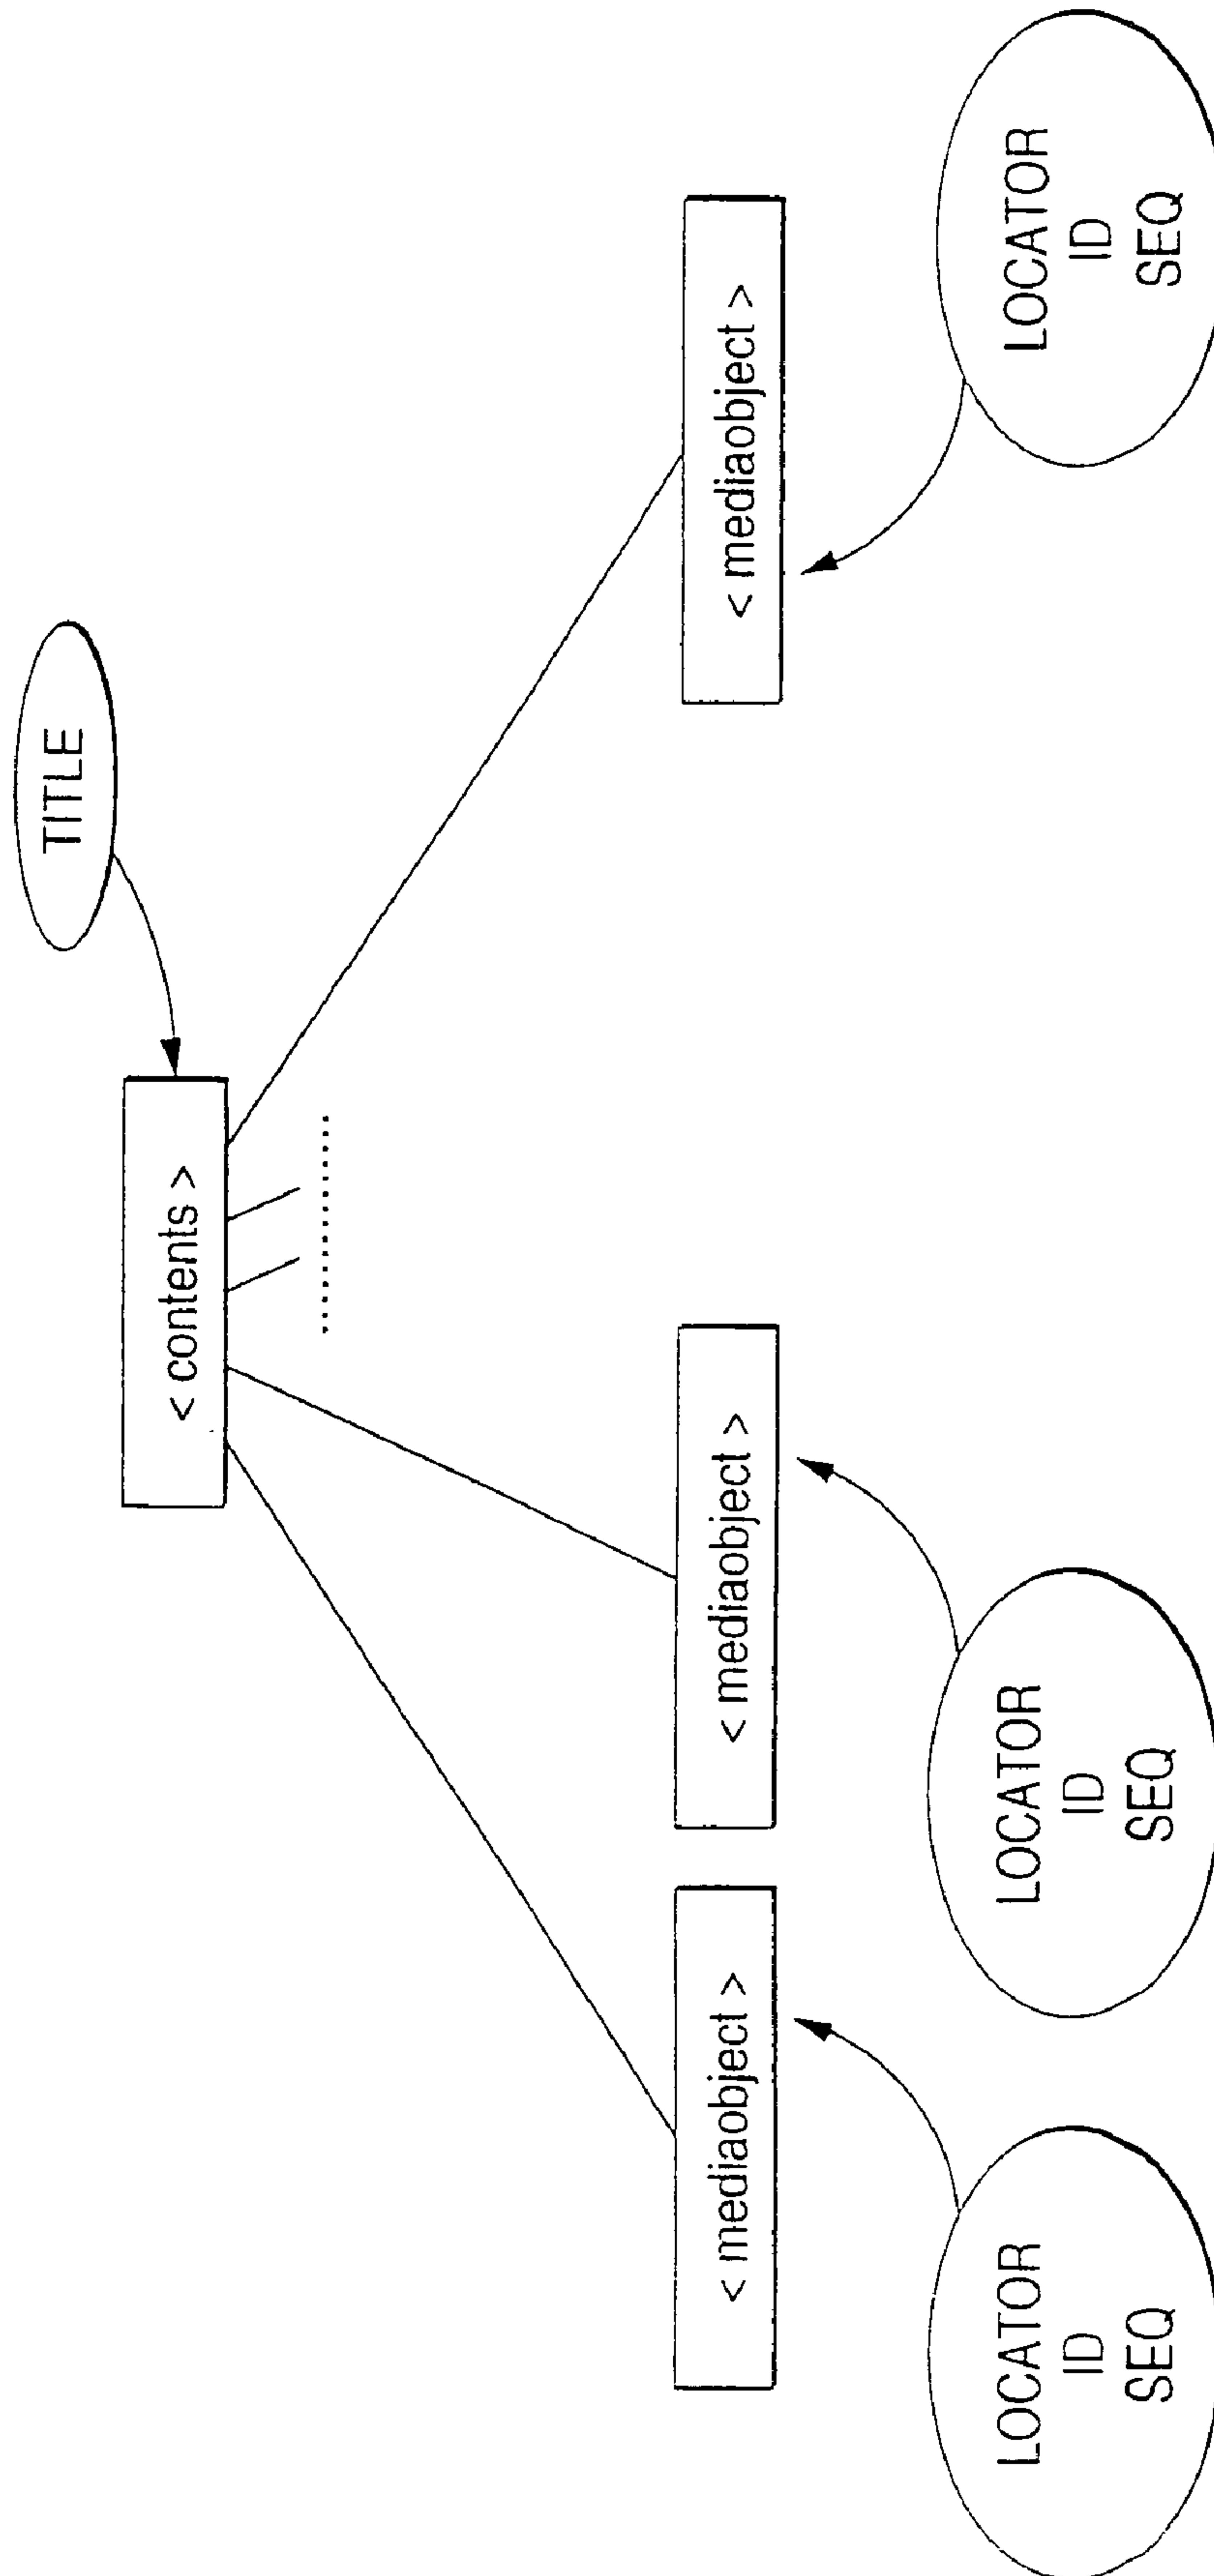 TITLE
< contents >
............
< mediaobject >
< mediaobject >
< mediaobject >
LOCATOR
ID
SEQ
LOCATOR
ID
SEQ
LOCATOR
ID
SEQ